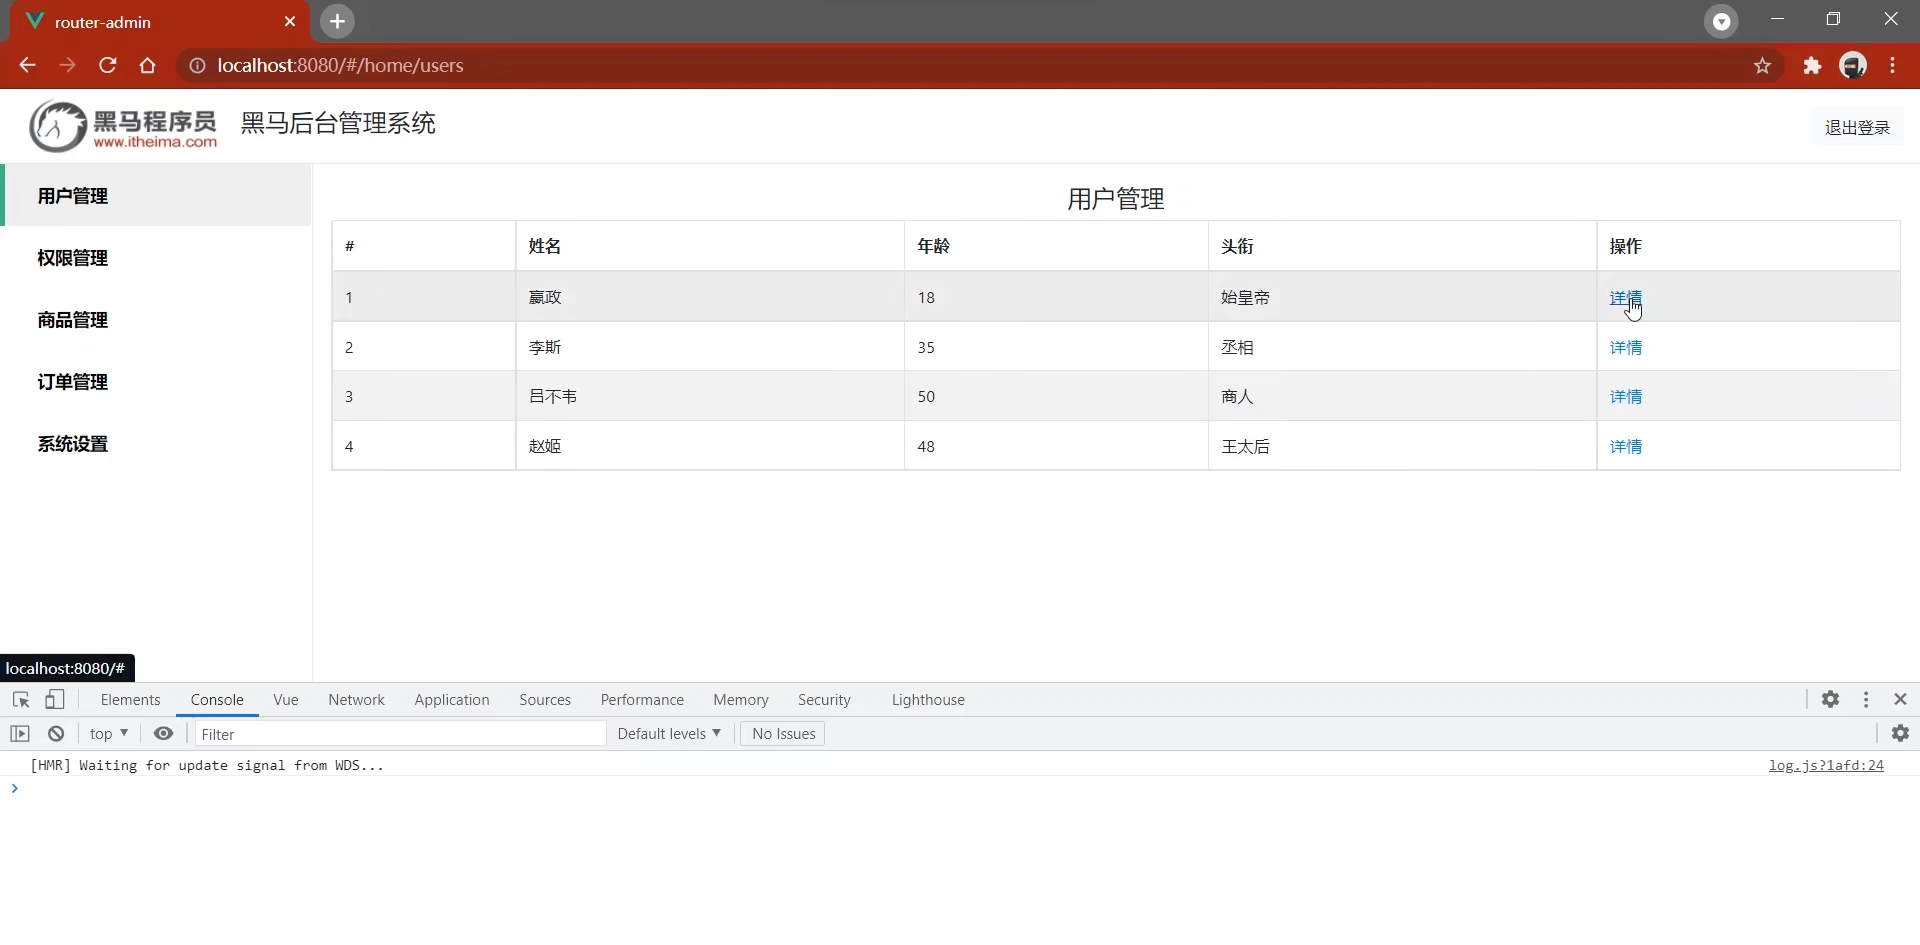 router-admin
localhost:8080/#/home/users
黑马程序员
www.itheima.com
黑马后台管理系统
退出登录
用户管理
权限管理
商品管理
订单管理
系统设置
用户管理
# 姓名 年龄 头衔 操作
1 嬴政 18 始皇帝 详情
2 李斯 35 丞相 详情
3 吕不韦 50 商人 详情
4 赵姬 48 王太后 详情
localhost:8080/#
Elements Console Vue Network Application Sources Performance Memory Security Lighthouse
top Filter Default levels No Issues
[HMR] Waiting for update signal from WDS... log.js?1afd:24